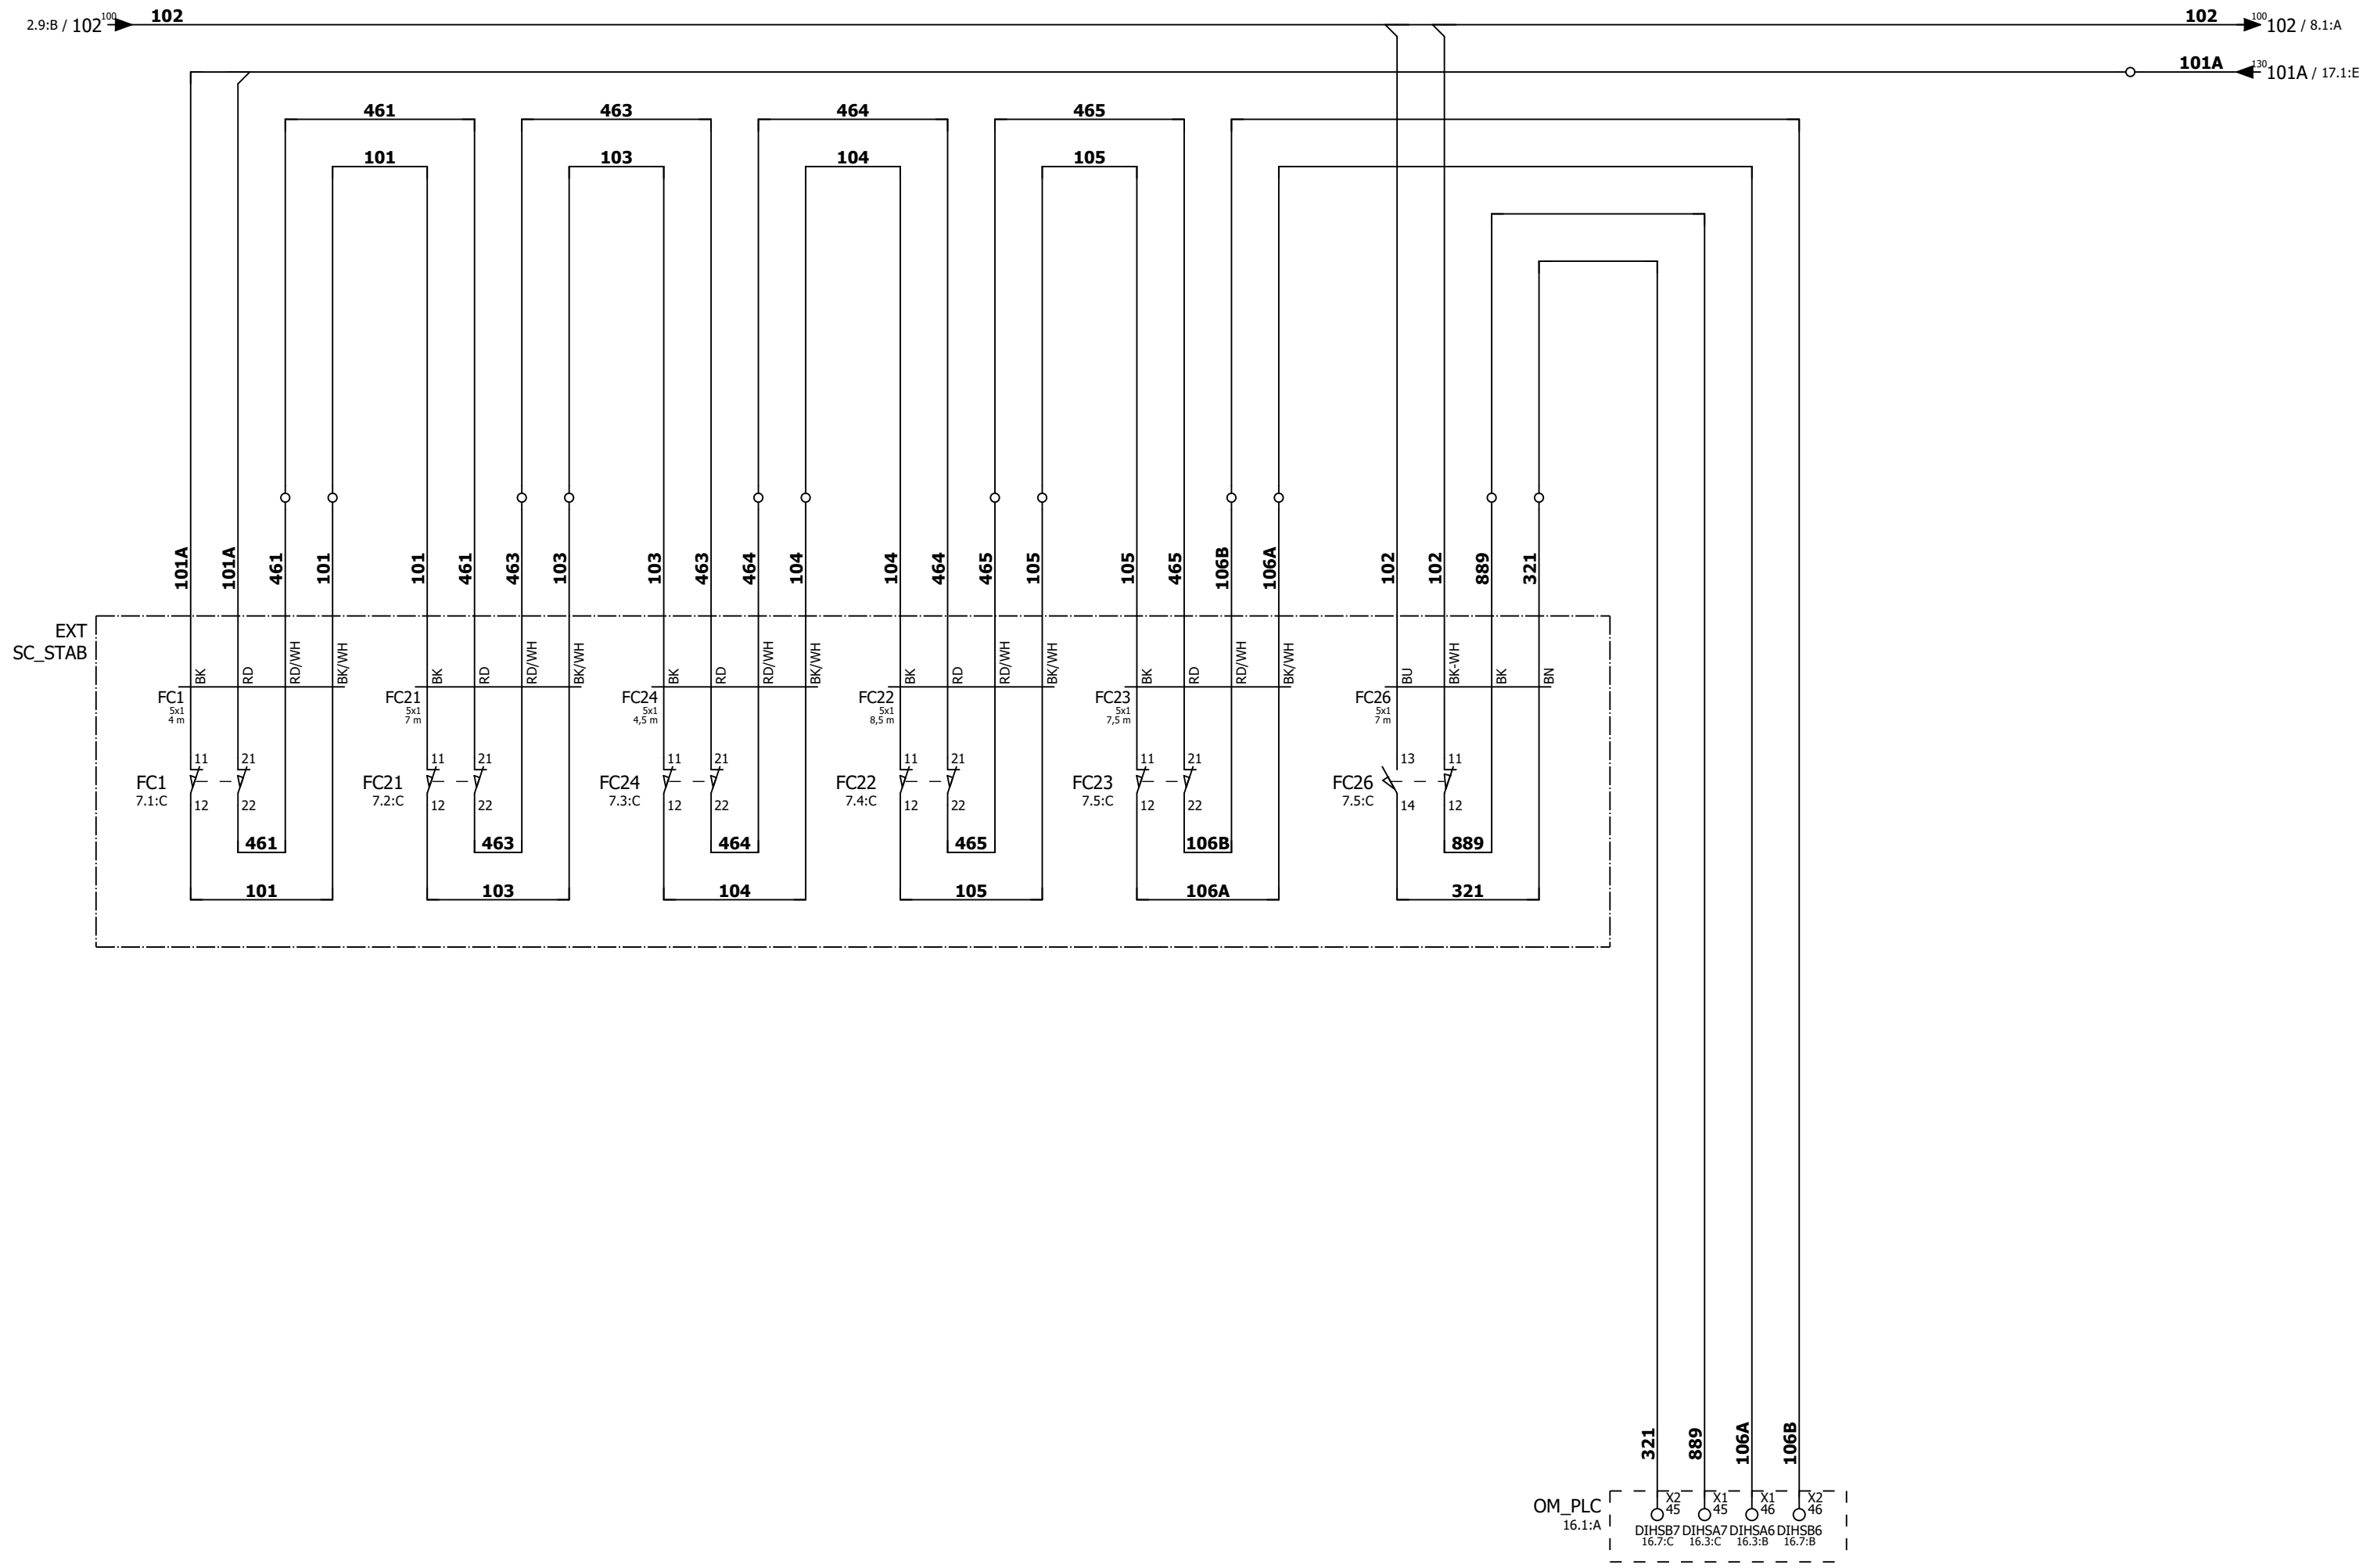 2.9:B / 102 100 102 102 100 102 / 8.1:A
101A 130 101A / 17.1:E
461 463 464 465
101 103 104 105
101A 101A 461 101 101 461 463 103 103 463 464 104 104 464 465 105 105 465 106B 106A 102 102 889 321
EXT
SC_STAB
BK RD RD/WH BK/WH BK RD RD/WH BK/WH BK RD RD/WH BK/WH BK RD RD/WH BK/WH BK RD RD/WH BK/WH BU BK-WH BK BN
FC1 FC21 FC24 FC22 FC23 FC26
5x1 5x1 5x1 5x1 5x1 5x1
4 m 7 m 4,5 m 8,5 m 7,5 m 7 m
11 21 11 21 11 21 11 21 11 21 13 11
FC1 FC21 FC24 FC22 FC23 FC26
7.1:C 7.2:C 7.3:C 7.4:C 7.5:C 7.5:C
12 22 12 22 12 22 12 22 12 22 14 12
461 463 464 465 106B 889
101 103 104 105 106A 321
321 889 106A 106B
OM_PLC X2 X1 X1 X2
45 45 46 46
16.1:A
DIHSB7 DIHSA7 DIHSA6 DIHSB6
16.7:C 16.3:C 16.3:B 16.7:B